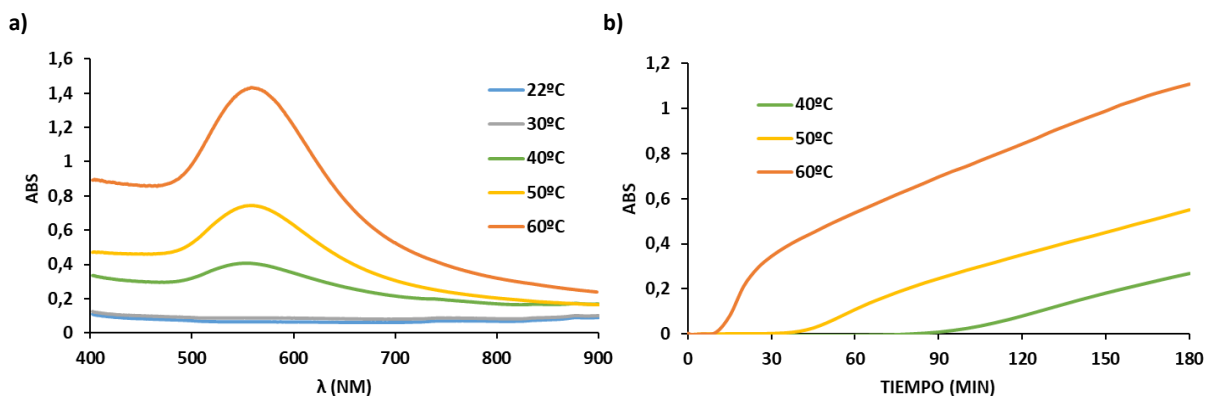 a)
1,6
1,4
1,2
1
0,8
0,6
0,4
0,2
0
ABS
400 500 600 700 800 900
λ (NM)
22ºC
30ºC
40ºC
50ºC
60ºC
b)
1,2
1
0,8
0,6
0,4
0,2
0
ABS
0 30 60 90 120 150 180
TIEMPO (MIN)
40ºC
50ºC
60ºC